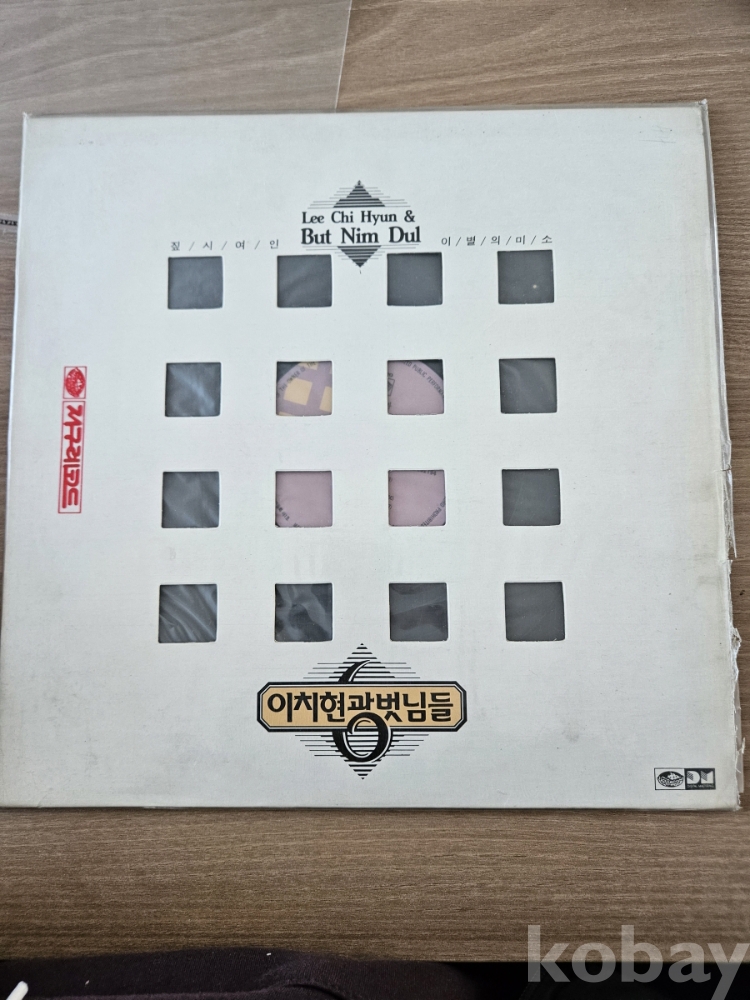 Lee Chi Hyun &
But Nim Dul
짚/시/여/인
이/별/의/미/소
지구레코드
6
이치현과벗님들
kobay